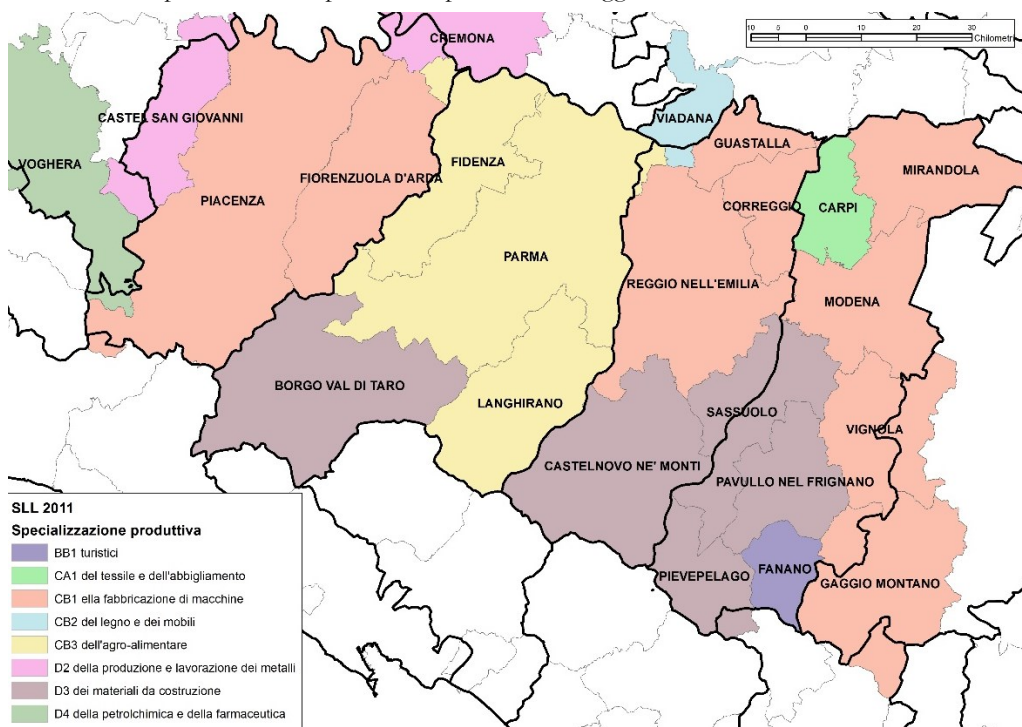 10 5 0 10 20 30
Chilometri
CREMONA
CASTEL SAN GIOVANNI
VIADANA
GUASTALLA
VOGHERA
FIDENZA
MIRANDOLA
FIORENZUOLA D'ARDA
PIACENZA
CORREGGIO
CARPI
PARMA
REGGIO NELL'EMILIA
MODENA
BORGO VAL DI TARO
LANGHIRANO
SASSUOLO
VIGNOLA
CASTELNOVO NE' MONTI
PAVULLO NEL FRIGNANO
PIEVEPELAGO
FANANO
GAGGIO MONTANO
SLL 2011
Specializzazione produttiva
BB1 turistici
CA1 del tessile e dell'abbigliamento
CB1 ella fabbricazione di macchine
CB2 del legno e dei mobili
CB3 dell'agro-alimentare
D2 della produzione e lavorazione dei metalli
D3 dei materiali da costruzione
D4 della petrolchimica e della farmaceutica